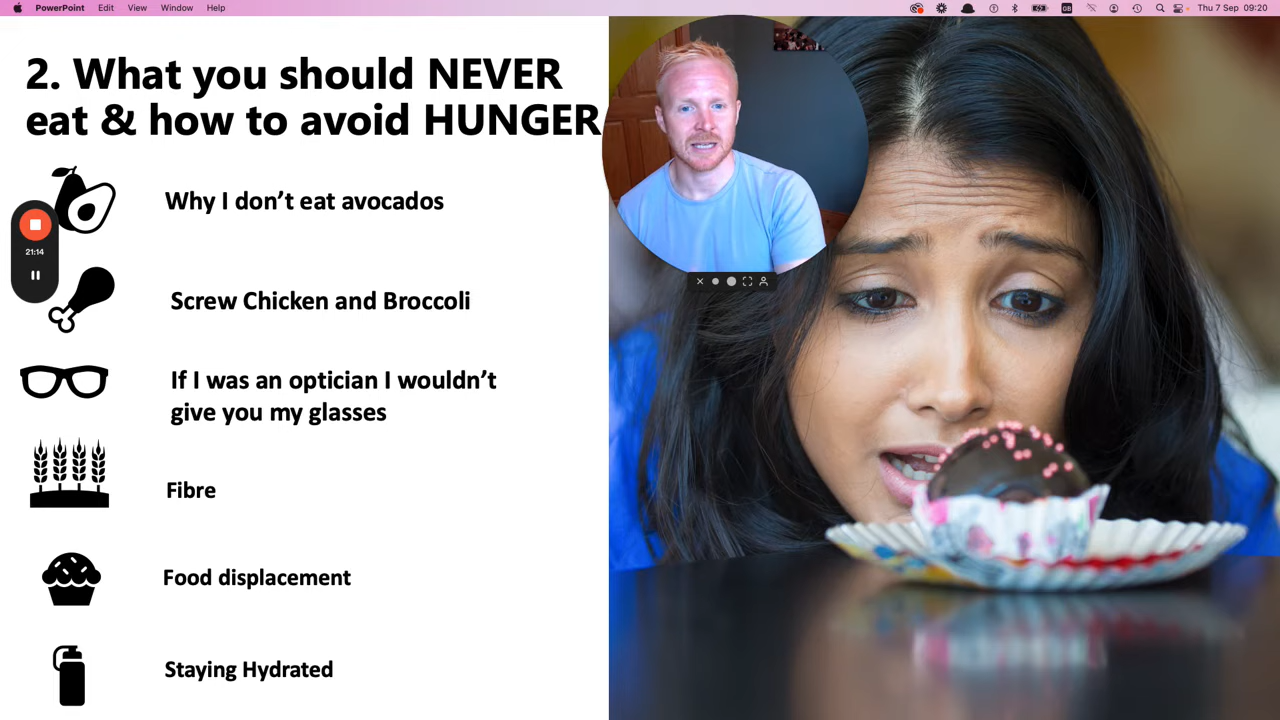 PowerPoint Edit View Window Help
GB
Thu 7 Sep 09:20
2. What you should NEVER
eat & how to avoid HUNGER
Why I don’t eat avocados
21:14
Screw Chicken and Broccoli
If I was an optician I wouldn’t
give you my glasses
Fibre
Food displacement
Staying Hydrated